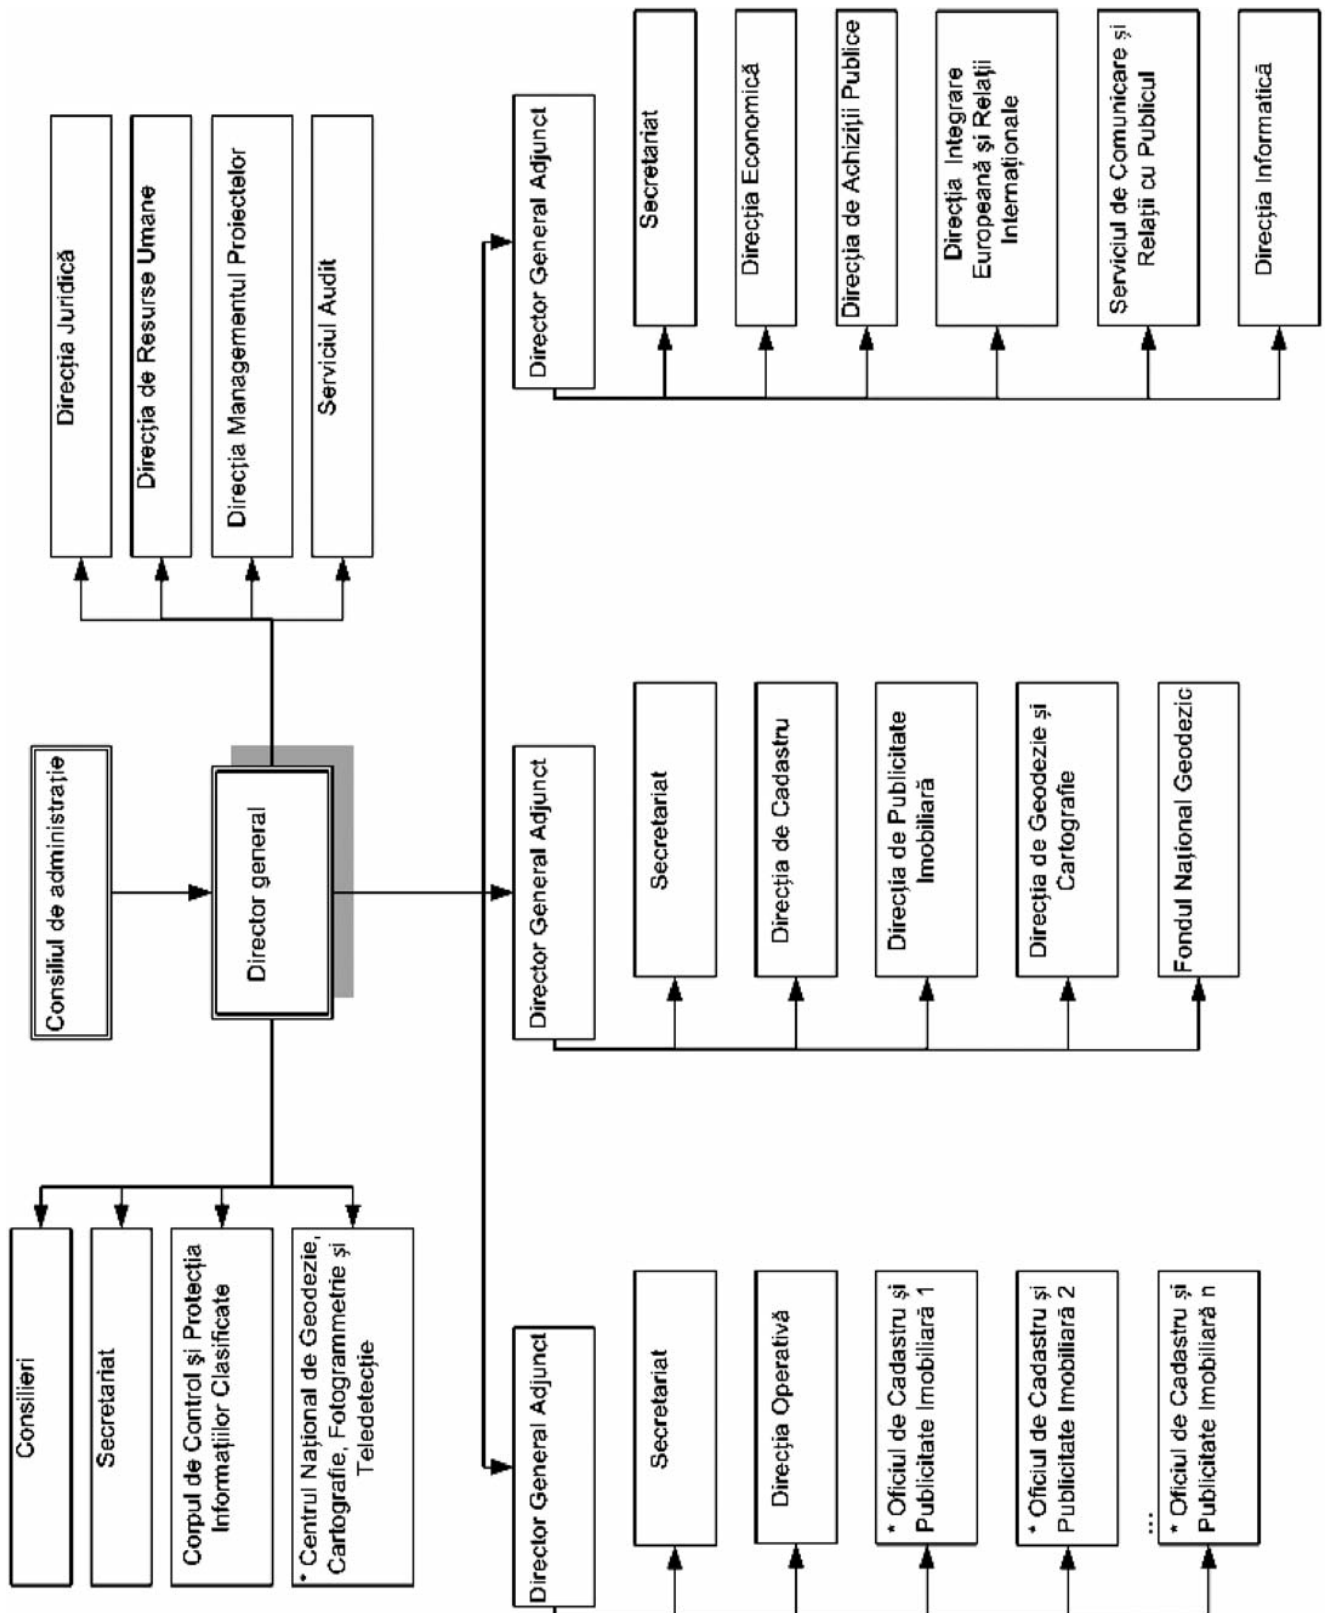 Consiliul de administrație
Director general
Consilieri
Secretariat
Corpul de Control și Protecția
Informațiilor Clasificate
* Centrul Național de Geodezie,
Cartografie, Fotogrammetrie și
Teledetecție
Direcția Juridică
Direcția de Resurse Umane
Direcția Managementul Proiectelor
Serviciul Audit
Director General Adjunct
Secretariat
Direcția Operativă
* Oficiul de Cadastru și
Publicitate Imobiliară 1
* Oficiul de Cadastru și
Publicitate Imobiliară 2
...
* Oficiul de Cadastru și
Publicitate Imobiliară n
Director General Adjunct
Secretariat
Direcția de Cadastru
Direcția de Publicitate
Imobiliară
Direcția de Geodezie și
Cartografie
Fondul Național Geodezic
Director General Adjunct
Secretariat
Direcția Economică
Direcția de Achiziții Publice
Direcția Integrare
Europeană și Relații
Internaționale
Serviciul de Comunicare și
Relații cu Publicul
Direcția Informatică